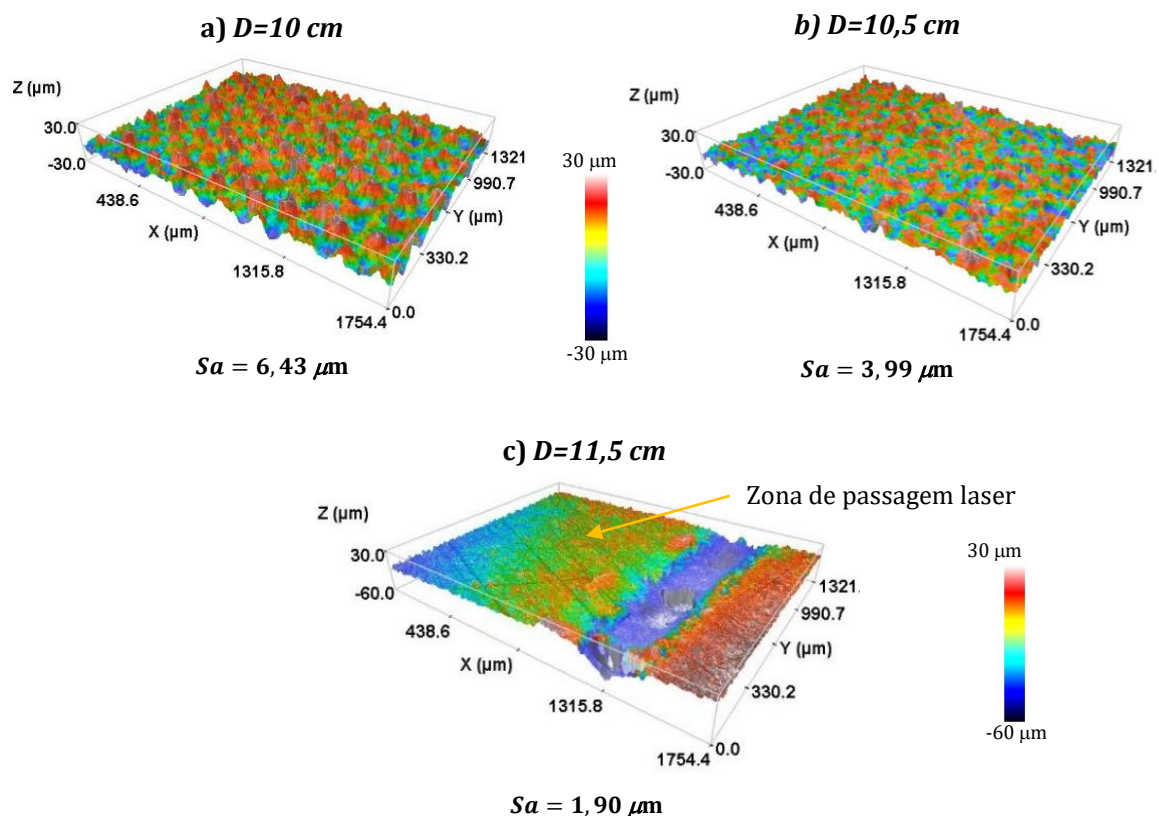 a) D=10 cm
b) D=10,5 cm
Z (µm)
30.0
-30.0
438.6
X (µm)
1315.8
1754.4
0.0
330.2
Y (µm)
990.7
1321
30 µm
-30 µm
Z (µm)
30.0
-30.0
438.6
X (µm)
1315.8
1754.4
0.0
330.2
Y (µm)
990.7
1321.
Sa = 6,43 µm
Sa = 3,99 µm
c) D=11,5 cm
Zona de passagem laser
Z (µm)
30.0
-60.0
438.6
X (µm)
1315.8
1754.4
0.0
330.2
Y (µm)
990.7
1321.
30 µm
-60 µm
Sa = 1,90 µm